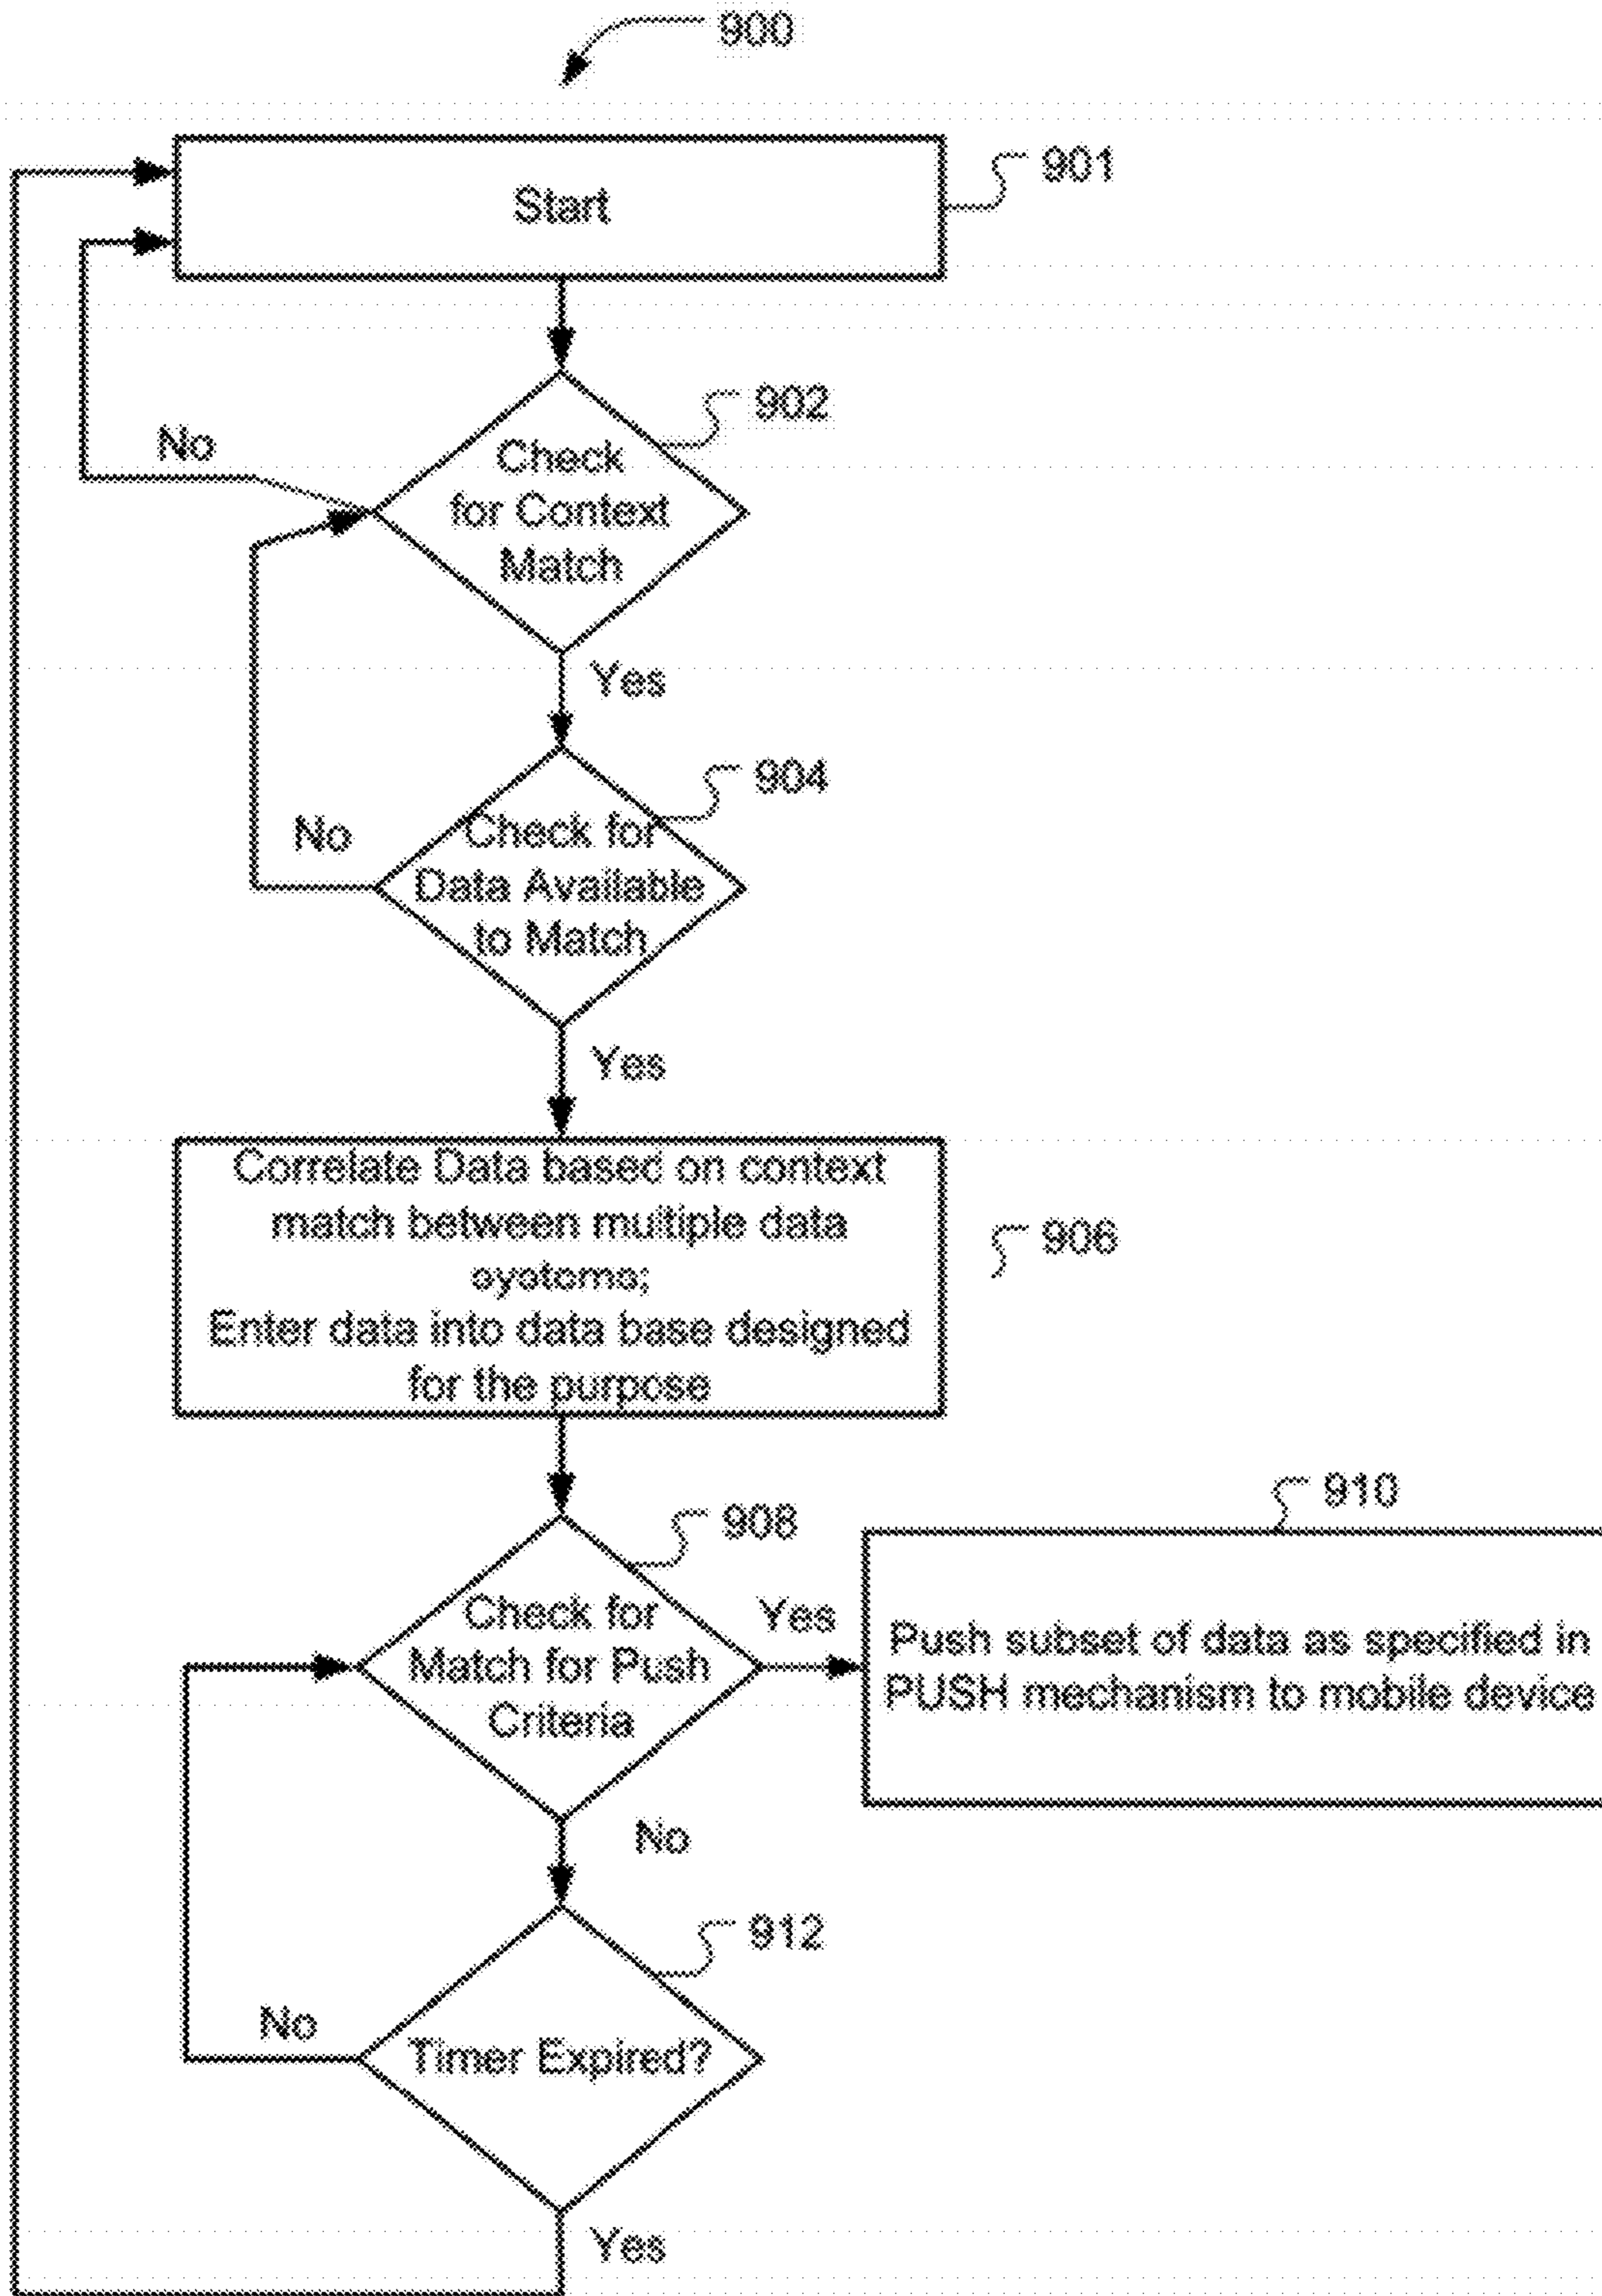 900
Start
901
902
Check
for Context
Match
No
Yes
904
Check for
Data Available
to Match
No
Yes
Correlate Data based on context
match between multiple data
systems;
Enter data into data base designed
for the purpose
906
908
910
Check for
Match for Push
Criteria
Yes
Push subset of data as specified in
PUSH mechanism to mobile device
No
912
No
Timer Expired?
Yes